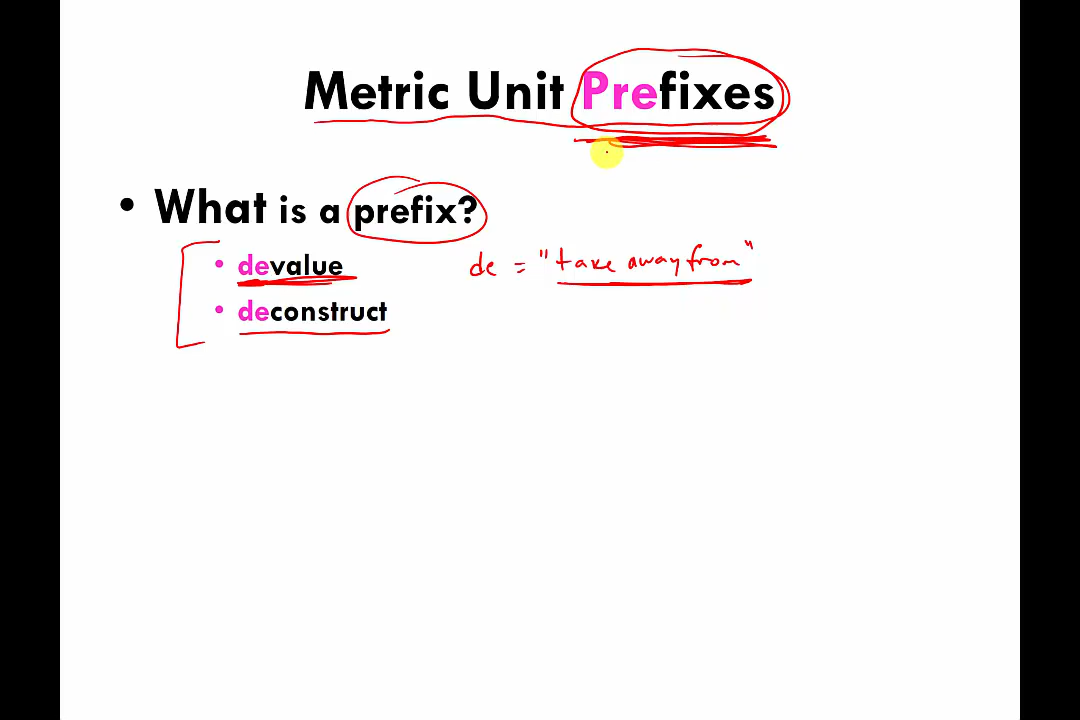 Metric Unit Prefixes
• What is a prefix?
• devalue de = "take away from"
• deconstruct